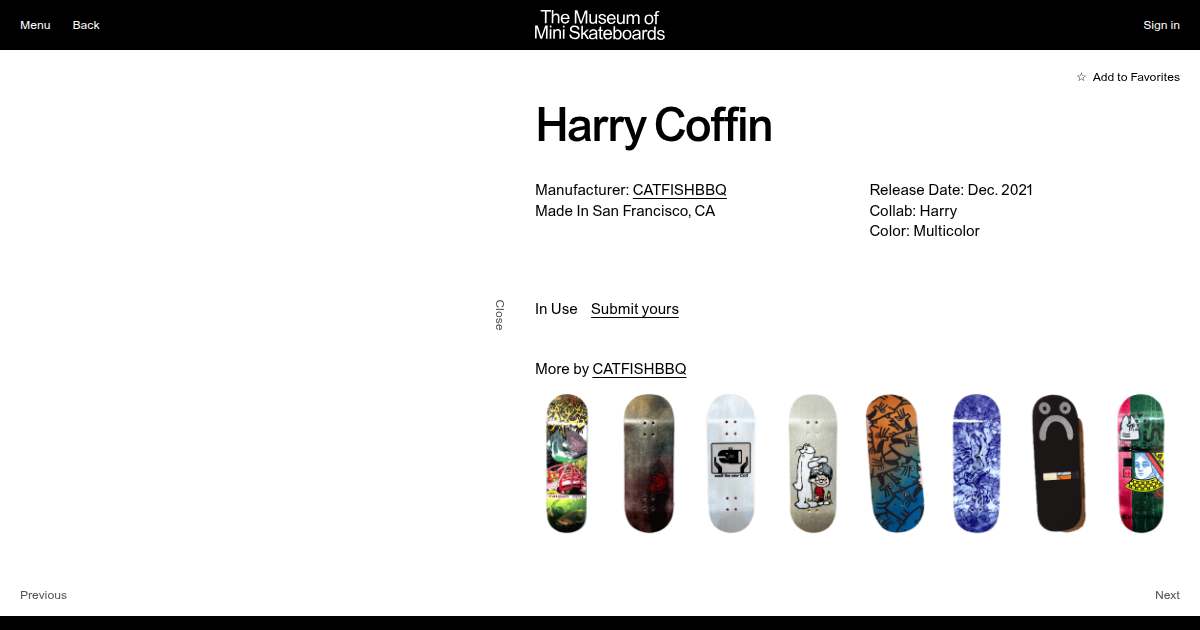 Menu
Back
The Museum of
Mini Skateboards
Sign in
☆ Add to Favorites
Harry Coffin
Manufacturer: CATFISHBBQ
Made In San Francisco, CA
Release Date: Dec. 2021
Collab: Harry
Color: Multicolor
Close
In Use
Submit yours
More by CATFISHBBQ
Previous
Next